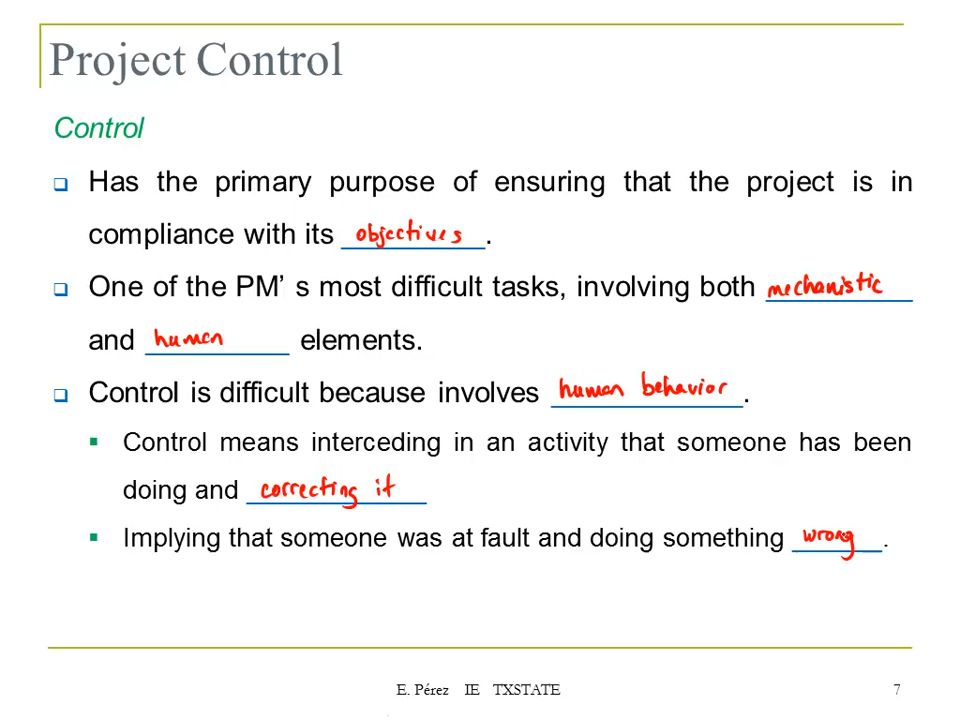 Project Control
Control
Has the primary purpose of ensuring that the project is in
compliance with its objectives.
One of the PM’ s most difficult tasks, involving both mechanistic
and human elements.
Control is difficult because involves human behavior.
Control means interceding in an activity that someone has been
doing and correcting it
Implying that someone was at fault and doing something wrong.
E. Pérez IE TXSTATE 7